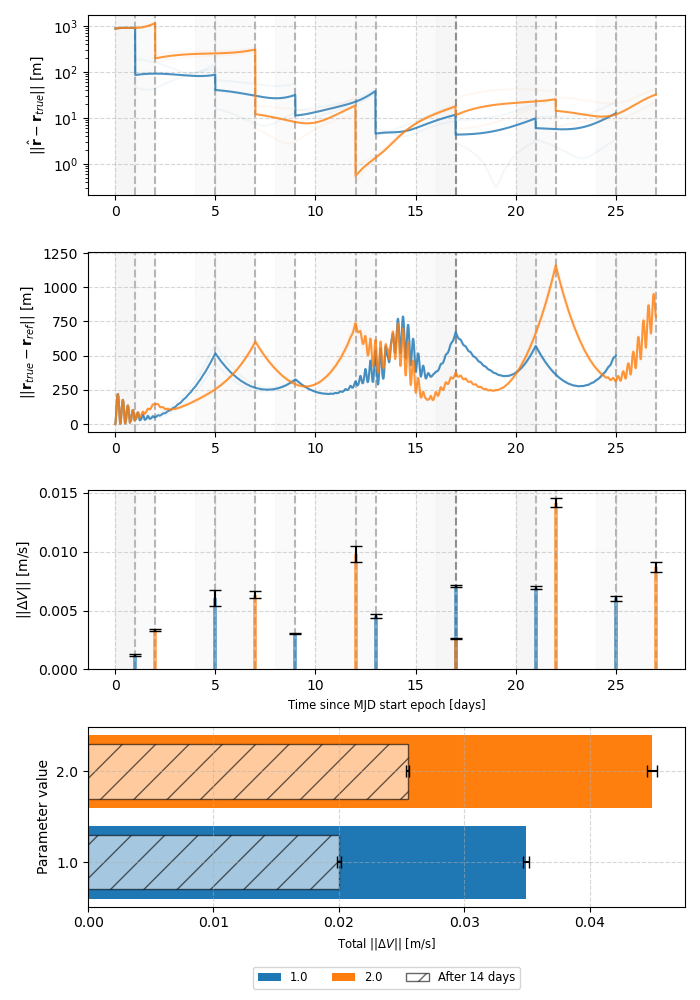 ||r̂ − r_true|| [m]
10³
10²
10¹
10⁰
0 5 10 15 20 25
||r_true − r_ref|| [m]
1250
1000
750
500
250
0
0 5 10 15 20 25
||ΔV|| [m/s]
0.015
0.010
0.005
0.000
0 5 10 15 20 25
Time since MJD start epoch [days]
Parameter value
2.0
1.0
0.00 0.01 0.02 0.03 0.04
Total ||ΔV|| [m/s]
1.0 2.0 After 14 days